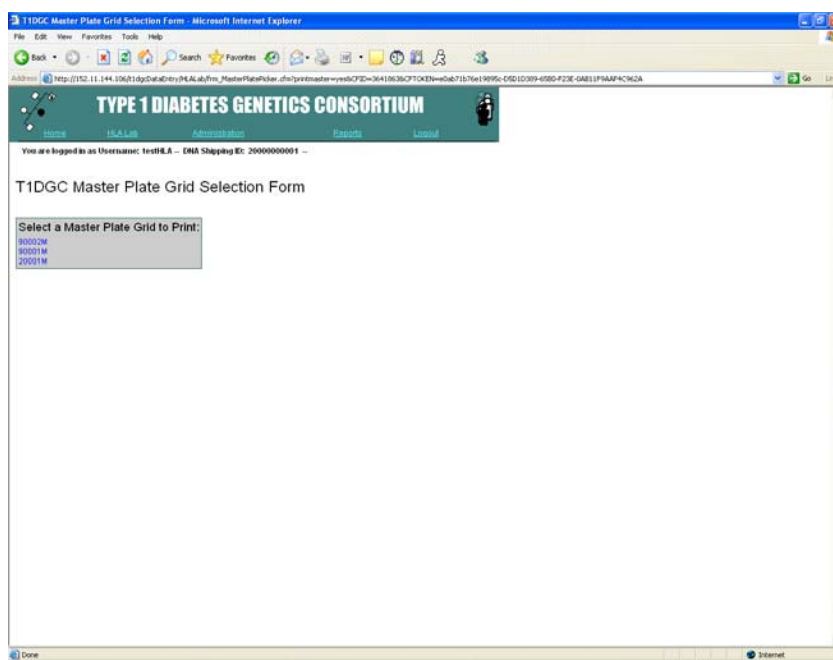 T1DGC Master Plate Grid Selection Form - Microsoft Internet Explorer
File Edit View Favorites Tools Help
Back Search Favorites
Address Go
TYPE 1 DIABETES GENETICS CONSORTIUM
Home HLA Lab Administration Reports Logout
You are logged in as Username: testHLA -- DNA Shipping ID: 20000000001 --
T1DGC Master Plate Grid Selection Form
Select a Master Plate Grid to Print:
90002M
90001M
20001M
Done Internet